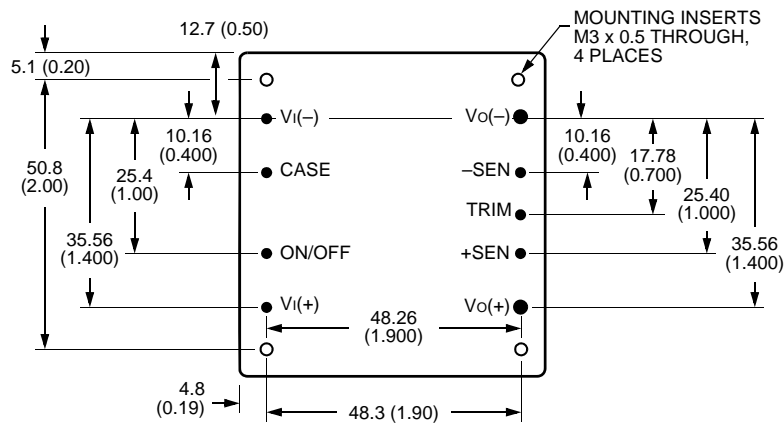 MOUNTING INSERTS
M3 x 0.5 THROUGH,
4 PLACES
12.7 (0.50)
5.1 (0.20)
VI(–)
VO(–)
10.16
(0.400)
10.16
(0.400)
CASE
–SEN
17.78
(0.700)
50.8
(2.00)
25.4
(1.00)
25.40
(1.000)
TRIM
35.56
(1.400)
ON/OFF
+SEN
35.56
(1.400)
VI(+)
VO(+)
48.26
(1.900)
4.8
(0.19)
48.3 (1.90)